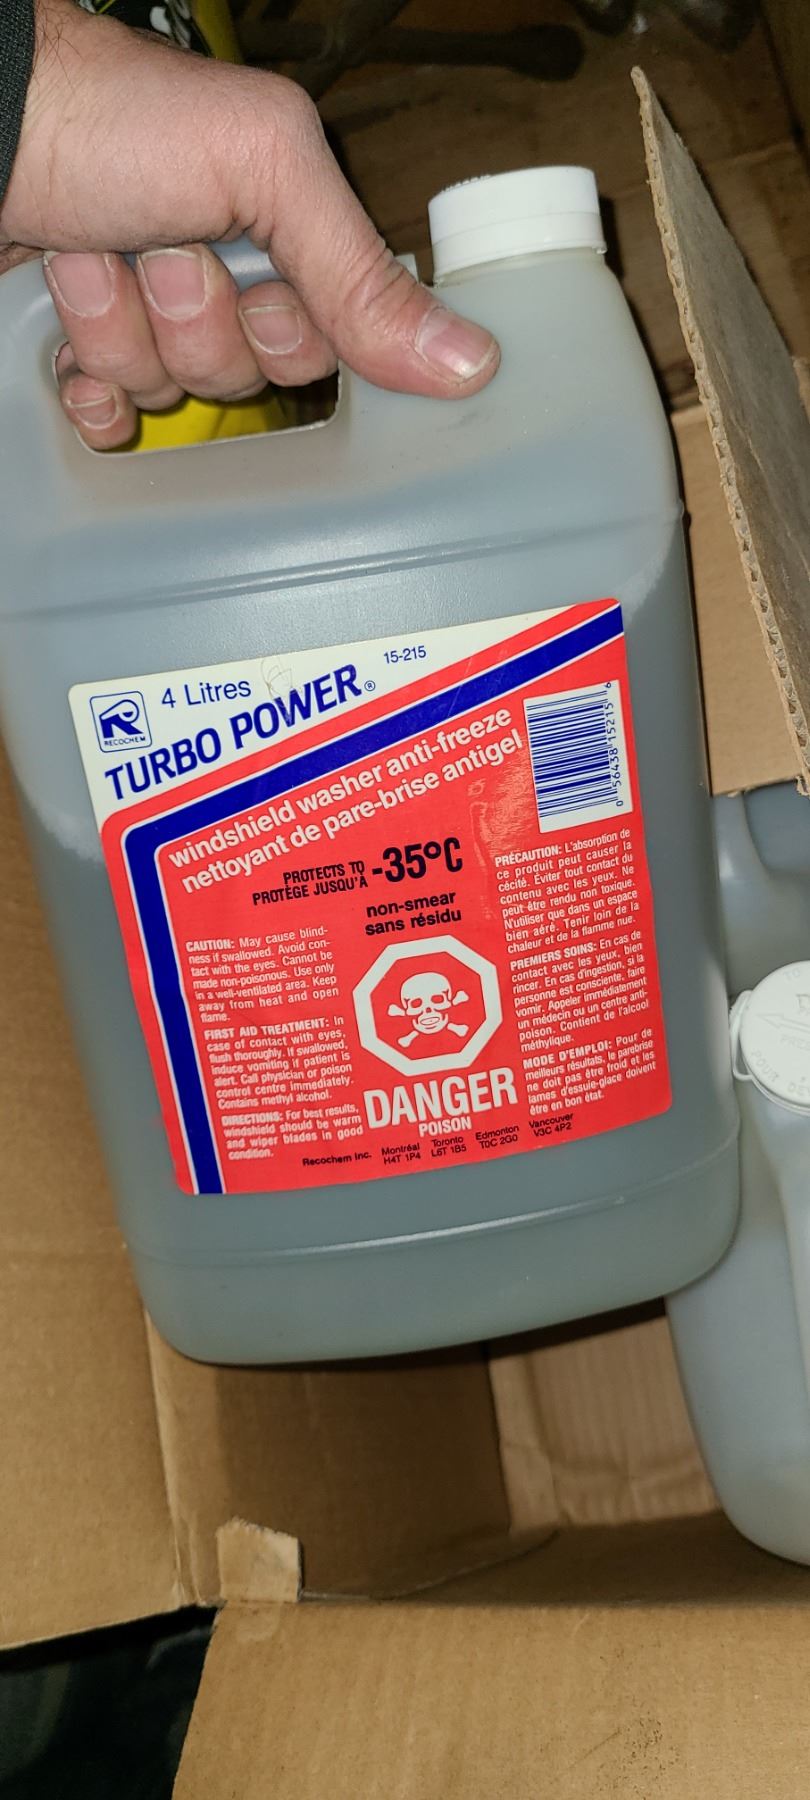 4 Litres
15-215
RECOCHEM
TURBO POWER®
windshield washer anti-freeze
nettoyant de pare-brise antigel
PROTECTS TO
PROTÈGE JUSQU'À
-35°C
non-smear
sans résidu
0 56438 15215 6
CAUTION: May cause blind-
ness if swallowed. Avoid con-
tact with the eyes. Cannot be
made non-poisonous. Use only
in a well-ventilated area. Keep
away from heat and open
flame.
FIRST AID TREATMENT: In
case of contact with eyes,
flush thoroughly. If swallowed,
induce vomiting if patient is
alert. Call physician or poison
control centre immediately.
Contains methyl alcohol.
DIRECTIONS: For best results,
windshield should be warm
and wiper blades in good
condition.
DANGER
POISON
PRÉCAUTION: L'absorption de
ce produit peut causer la
cécité. Éviter tout contact du
contenu avec les yeux. Ne
peut être rendu non toxique.
N'utiliser que dans un espace
bien aéré. Tenir loin de la
chaleur et de la flamme nue.
PREMIERS SOINS: En cas de
contact avec les yeux, bien
rincer. En cas d'ingestion, si la
personne est consciente, faire
vomir. Appeler immédiatement
un médecin ou un centre anti-
poison. Contient de l'alcool
méthylique.
MODE D'EMPLOI: Pour de
meilleurs résultats, le parebrise
ne doit pas être froid et les
lames d'essuie-glace doivent
être en bon état.
Recochem Inc. Montréal Toronto Edmonton Vancouver
H4T 1P4 L6T 1B5 T0C 2G0 V3C 4P2
POUR